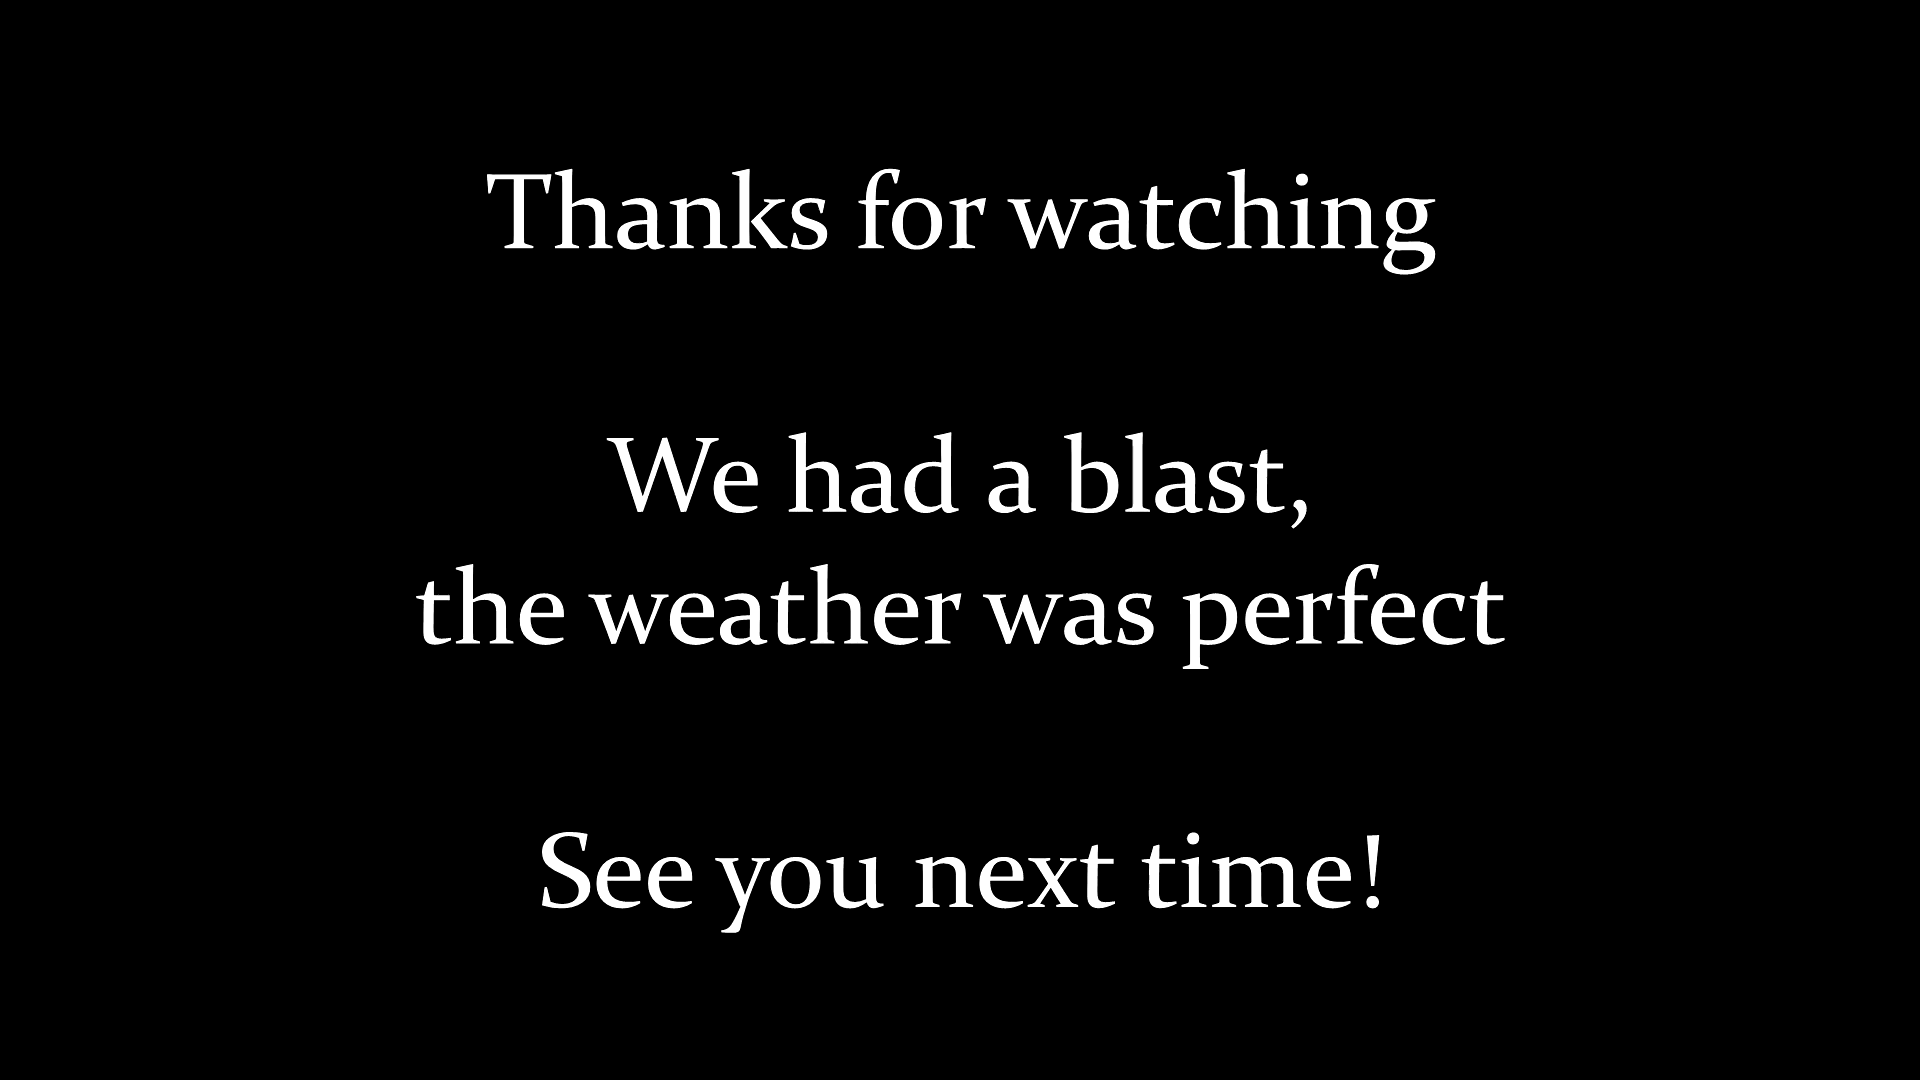 Thanks for watching
We had a blast,
the weather was perfect
See you next time!